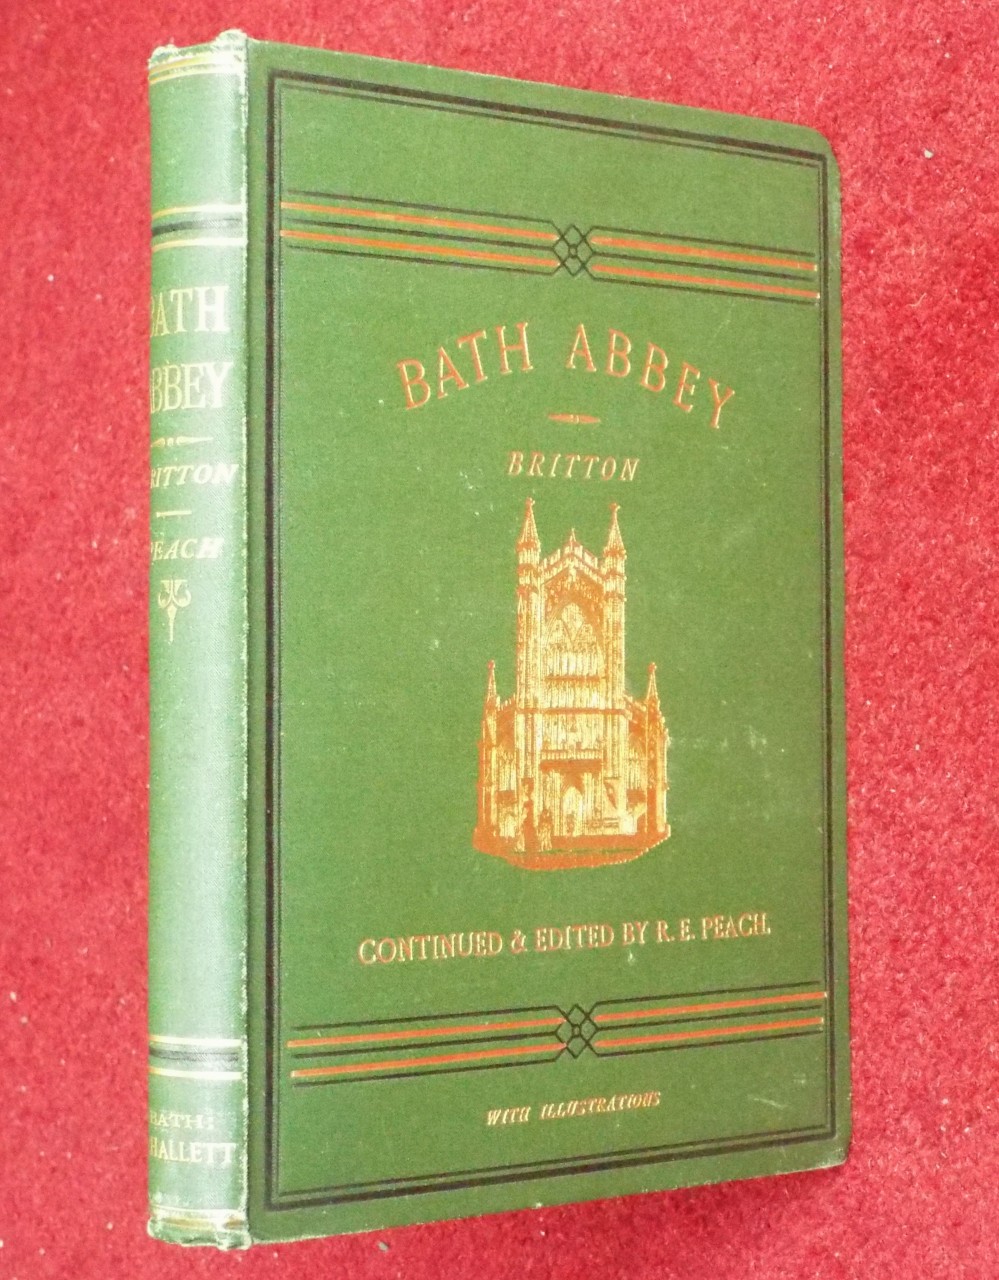 BATH ABBEY
BRITTON
CONTINUED & EDITED BY R. E. PEACH.
WITH ILLUSTRATIONS
BATH
ABBEY
BRITTON
PEACH
BATH:
HALLETT